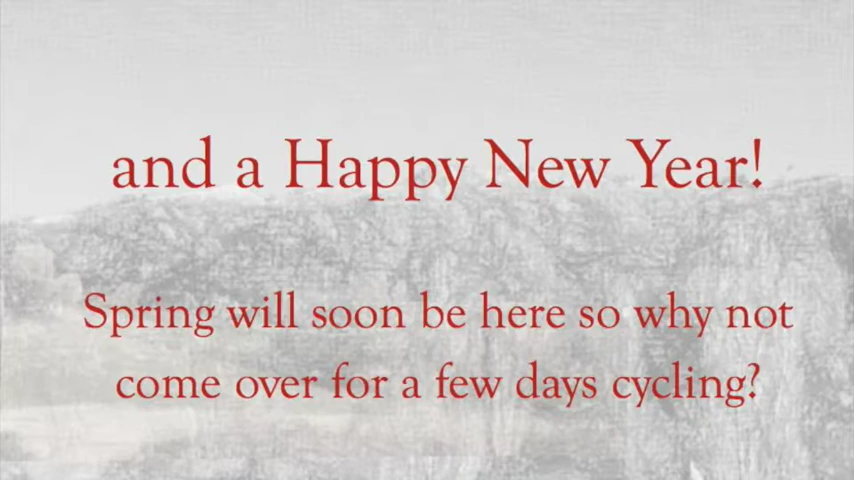 and a Happy New Year!
Spring will soon be here so why not
come over for a few days cycling?